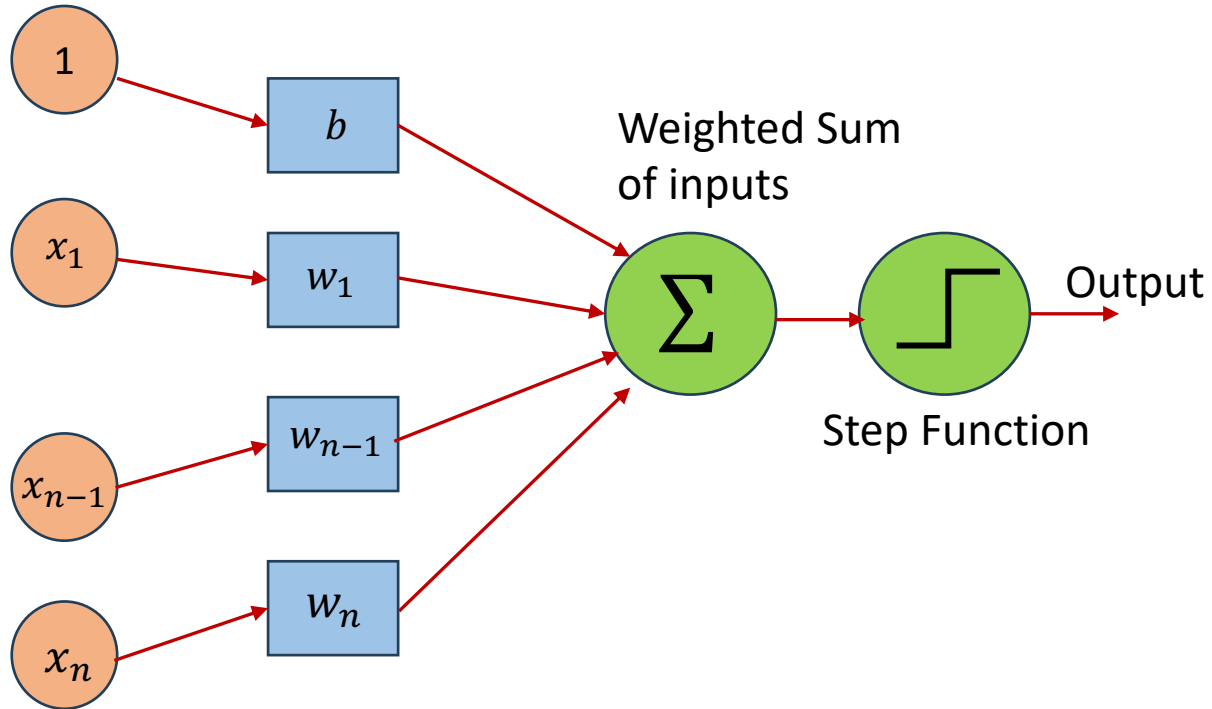 1
b
Weighted Sum
of inputs
x₁
w₁
∑
Output
Step Function
xₙ₋₁
wₙ₋₁
xₙ
wₙ